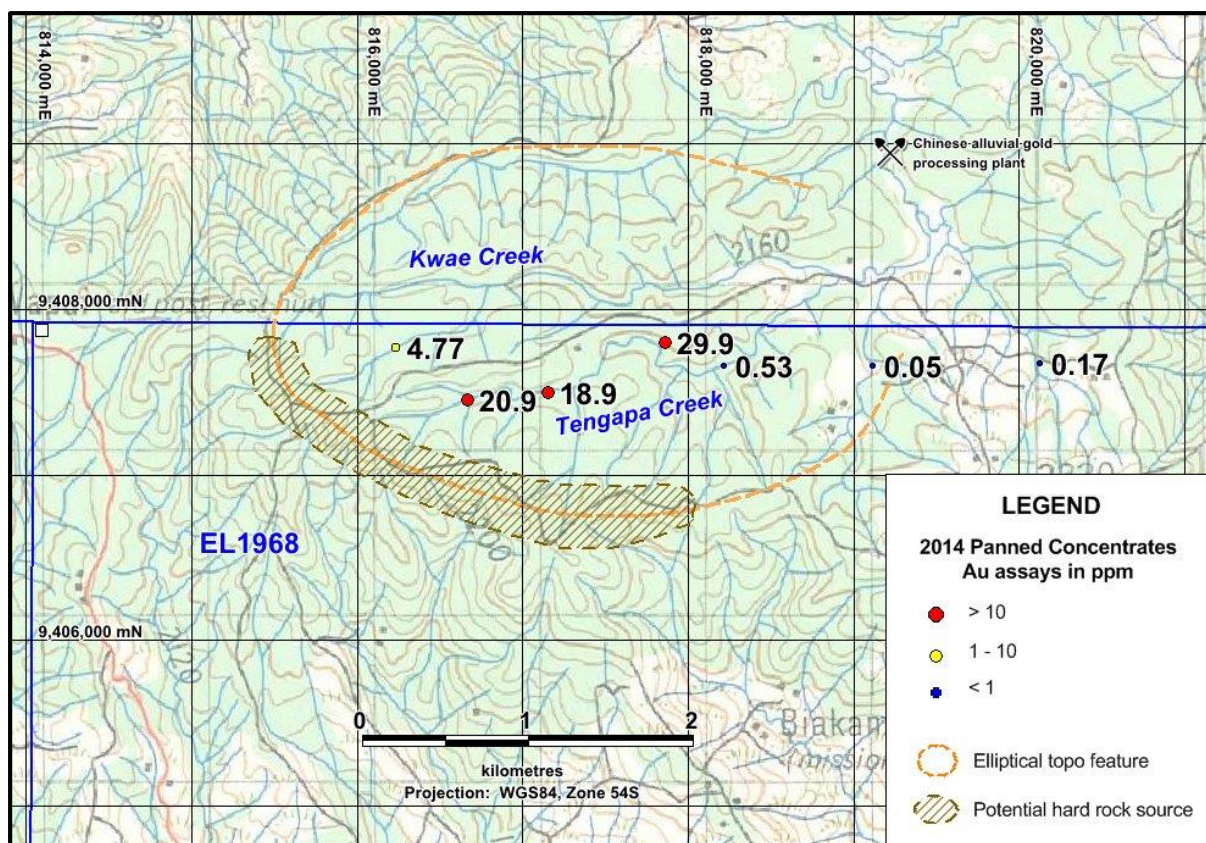 814,000 mE
816,000 mE
818,000 mE
820,000 mE
Chinese alluvial gold
processing plant
Kwae Creek
2160
9,408,000 mN
4.77
29.9
0.53
0.05
0.17
20.9
18.9
Tengapa Creek
EL1968
9,406,000 mN
Biakam
(mission
0
1
2
kilometres
Projection: WGS84, Zone 54S
LEGEND
2014 Panned Concentrates
Au assays in ppm
> 10
1 - 10
< 1
Elliptical topo feature
Potential hard rock source